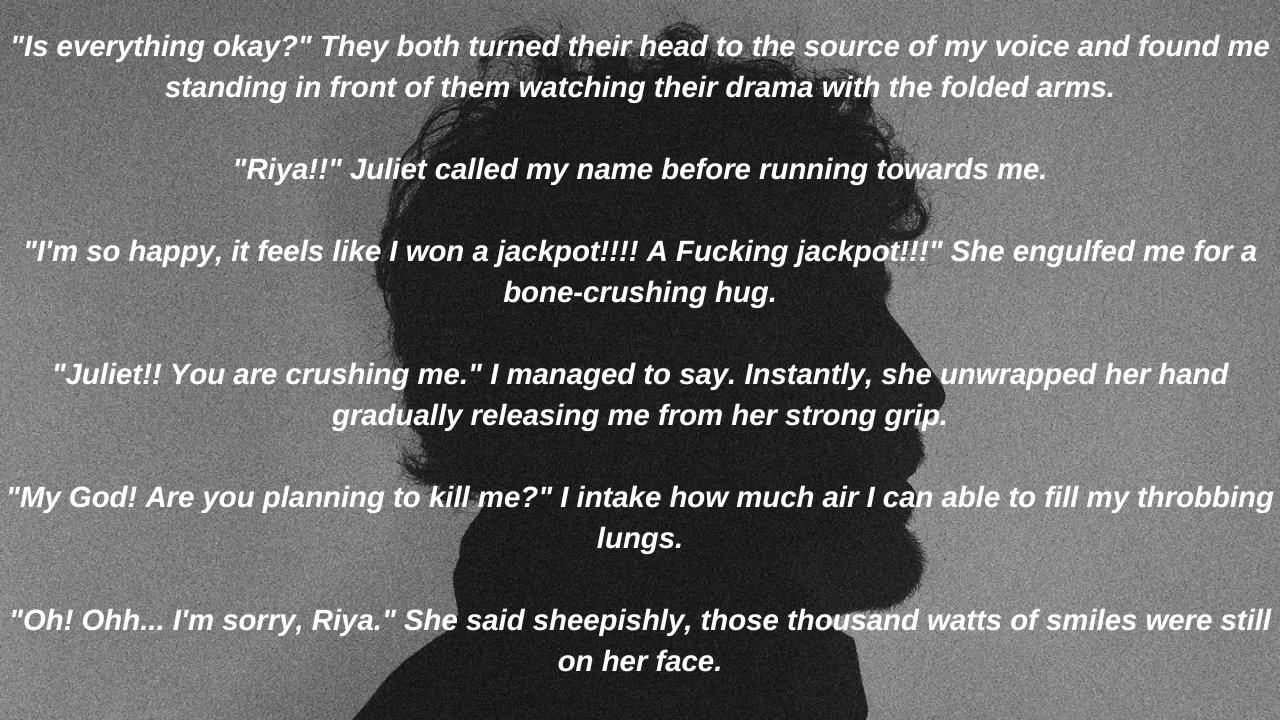 "Is everything okay?" They both turned their head to the source of my voice and found me
standing in front of them watching their drama with the folded arms.
"Riya!!" Juliet called my name before running towards me.
"I'm so happy, it feels like I won a jackpot!!!! A Fucking jackpot!!!" She engulfed me for a
bone-crushing hug.
"Juliet!! You are crushing me." I managed to say. Instantly, she unwrapped her hand
gradually releasing me from her strong grip.
"My God! Are you planning to kill me?" I intake how much air I can able to fill my throbbing
lungs.
"Oh! Ohh... I'm sorry, Riya." She said sheepishly, those thousand watts of smiles were still
on her face.